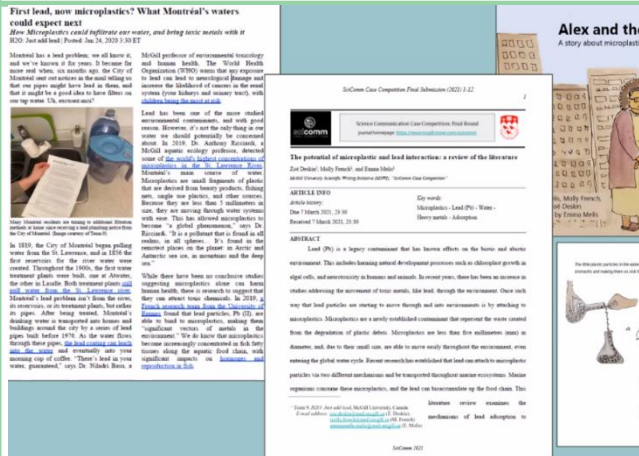 First lead, now microplastics? What Montréal's waters
could expect next
How Microplastics could infiltrate our water, and bring toxic metals with it
H2O: Just add lead | Posted: Jan 24, 2020 3:30 ET
Montréal has a lead problem; we all know it,
and we've known it for years. It became far
more real when, six months ago, the City of
Montréal sent out notices in the mail telling us
that our pipes might have lead in them, and
that it might be a good idea to have filters on
our tap water. Uh, excusez-moi?
Many Montréal residents are turning to additional filtration
methods at home since receiving a lead plumbing notice from
the City of Montréal. (Image courtesy of Team 9)
In 1819, the City of Montréal began pulling
water from the St. Lawrence, and in 1856 the
first reservoirs for the river water were
created. Throughout the 1900s, the first water
treatment plants were built, one at Atwater,
the other in Lasalle. Both treatment plants still
pull water from the St. Lawrence river.
Montréal's lead problem isn't from the river,
its reservoirs, or its treatment plants, but rather
its pipes. After being treated, Montréal's
drinking water is transported into homes and
buildings around the city by a series of lead
pipes built before 1970. As the water flows
through these pipes, the lead coating can leach
into the water and eventually into your
morning cup of coffee. "There's lead in your
water, guaranteed," says Dr. Niladri Basu, a
McGill professor of environmental toxicology
and human health. The World Health
Organization (WHO) states that any exposure
to lead can lead to neurological damage and
increase the likelihood of cancers in the renal
system (your kidneys and urinary tract), with
children being the most at risk.
Lead has been one of the most studied
environmental contaminants, and with good
reason. However, it's not the only thing in our
water we should potentially be concerned
about. In 2019, Dr. Anthony Ricciardi, a
McGill aquatic ecology professor, detected
some of the world's highest concentrations of
microplastics in the St. Lawrence River,
Montréal's main source of water.
Microplastics are small fragments of plastic
that are derived from beauty products, fishing
nets, single use plastics, and other sources.
Because they are less than 5 millimeters in
size, they are moving through water systems
with ease. This has allowed microplastics to
become "a global phenomenon," says Dr.
Ricciardi. "It is a pollutant that is found in all
realms, in all spheres. It's found in the
remotest places on the planet in Arctic and
Antarctic sea ice, in mountains and the deep
sea."
While there have been no conclusive studies
suggesting microplastics alone can harm
human health, there is research to suggest that
they can attract toxic chemicals. In 2019, a
French research team from the University of
Rennes found that lead particles, Pb (II), are
able to bind to microplastics, making them
"significant vectors of metals in the
environment." We do know that microplastics
become increasingly concentrated in fish fatty
tissues along the aquatic food chain, with
significant impacts on hormones and
reproduction in fish.
SciComm Case Competition Final Submission (2021) 1-12
1
scicomm
Science Communication Case Competition: Final Round
The potential of microplastic and lead interaction: a review of the literature
Zoë Deskin, Molly French, and Emma Melis
ARTICLE INFO
Article history:
Due 7 March 2021, 23:30
Received 7 March 2021, 23:30
Key words:
Microplastics - Lead (Pb) - Water -
Heavy metals - Adsorption
ABSTRACT
Lead (Pb) is a legacy contaminant that has known effects on the biotic and abiotic
environment. This includes harming natural development processes such as chloroplast growth in
algal cells, and neurotoxicity in humans and animals. In recent years, there has been an increase in
studies addressing the movement of toxic metals, like lead, through the environment. Once such
way that lead particles are starting to move through and into environments is by attaching to
microplastics. Microplastics are a newly established contaminant that represent the waste created
from the degradation of plastic debris. Microplastics are less than five millimetres (mm) in
diameter, and, due to their small size, are able to move easily throughout the environment, even
entering the global water cycle. Recent research has established that lead can attach to microplastic
particles via two different mechanisms and be transported throughout marine ecosystems. Marine
organisms consume these microplastics, and the lead can bioaccumulate up the food chain. This
literature review examines the
mechanisms of lead adsorption to
SciComm 2021
Alex and the
A story about microplasti
is, Molly French,
oë Deskin
by Emma Melis